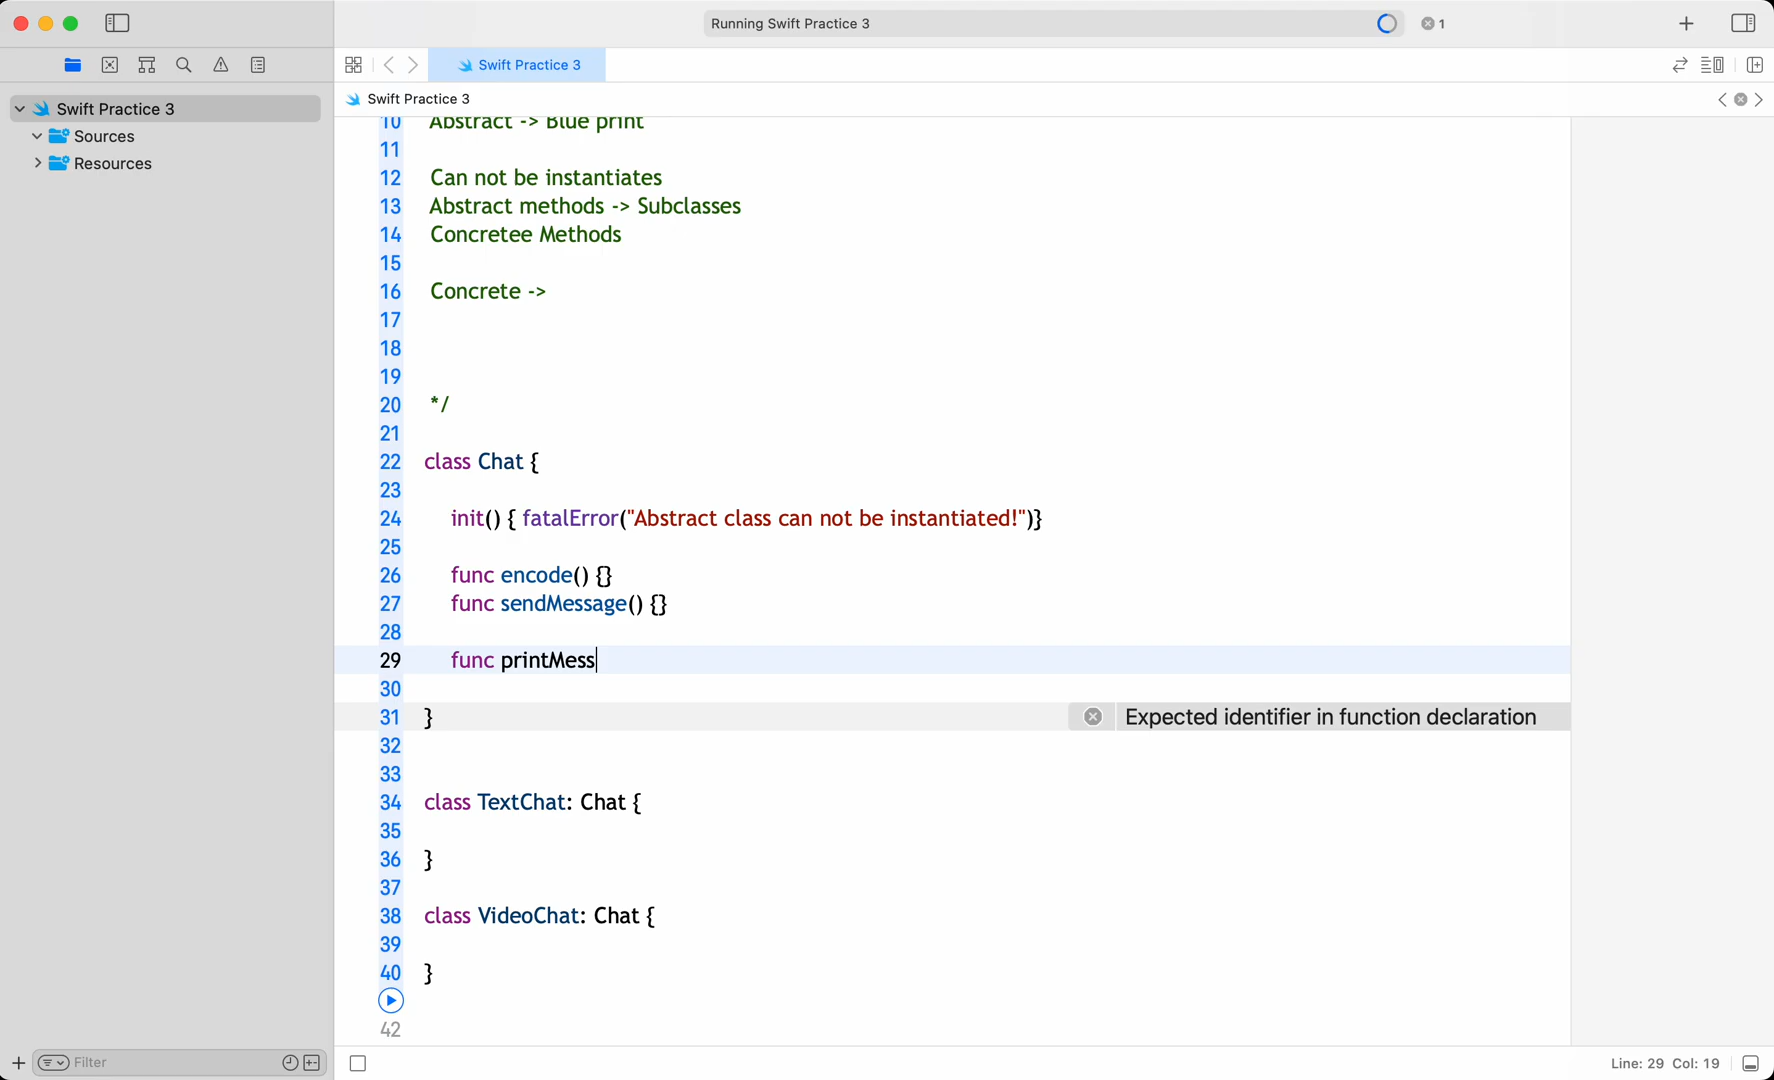 Running Swift Practice 3
1
Swift Practice 3
Swift Practice 3
Swift Practice 3
Sources
Resources
10 Abstract -> Blue print
11
12 Can not be instantiates
13 Abstract methods -> Subclasses
14 Concretee Methods
15
16 Concrete ->
17
18
19
20 */
21
22 class Chat {
23
24 init() { fatalError("Abstract class can not be instantiated!")}
25
26 func encode() {}
27 func sendMessage() {}
28
29 func printMess
30
31 } Expected identifier in function declaration
32
33
34 class TextChat: Chat {
35
36 }
37
38 class VideoChat: Chat {
39
40 }
42
Filter
Line: 29 Col: 19